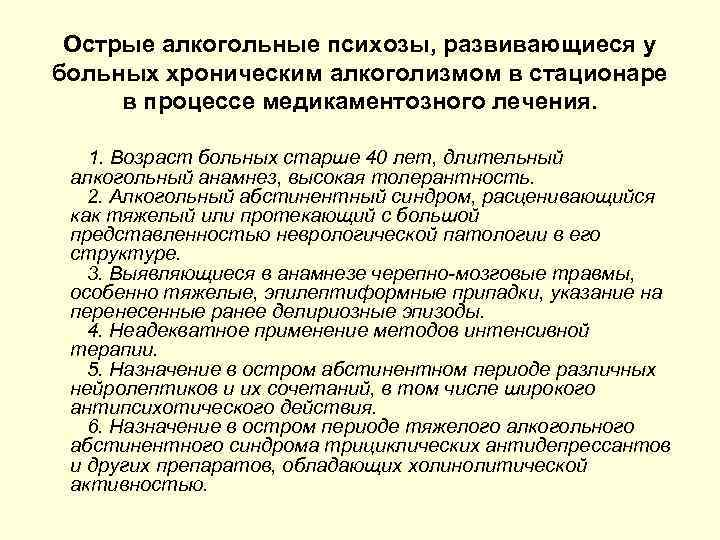 Острые алкогольные психозы, развивающиеся у
больных хроническим алкоголизмом в стационаре
в процессе медикаментозного лечения.
1. Возраст больных старше 40 лет, длительный
алкогольный анамнез, высокая толерантность.
2. Алкогольный абстинентный синдром, расценивающийся
как тяжелый или протекающий с большой
представленностью неврологической патологии в его
структуре.
3. Выявляющиеся в анамнезе черепно-мозговые травмы,
особенно тяжелые, эпилептиформные припадки, указание на
перенесенные ранее делириозные эпизоды.
4. Неадекватное применение методов интенсивной
терапии.
5. Назначение в остром абстинентном периоде различных
нейролептиков и их сочетаний, в том числе широкого
антипсихотического действия.
6. Назначение в остром периоде тяжелого алкогольного
абстинентного синдрома трициклических антидепрессантов
и других препаратов, обладающих холинолитической
активностью.